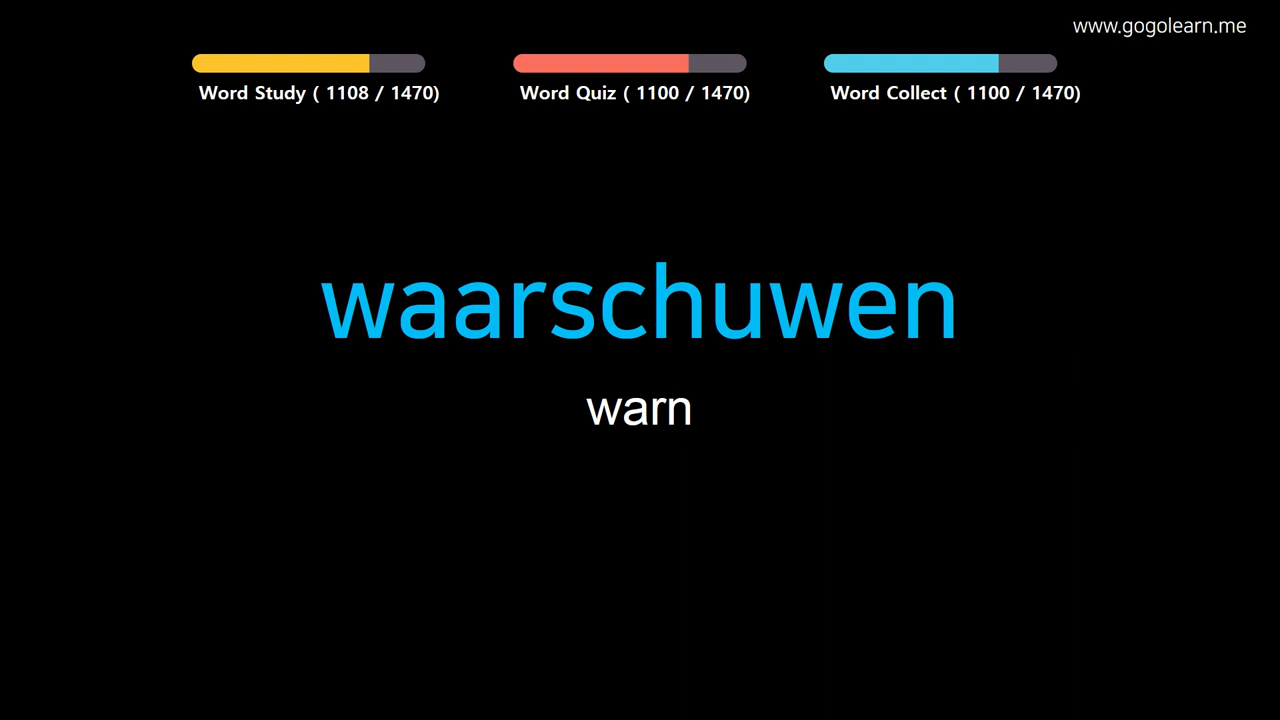 www.gogolearn.me
Word Study ( 1108 / 1470)
Word Quiz ( 1100 / 1470)
Word Collect ( 1100 / 1470)
waarschuwen
warn